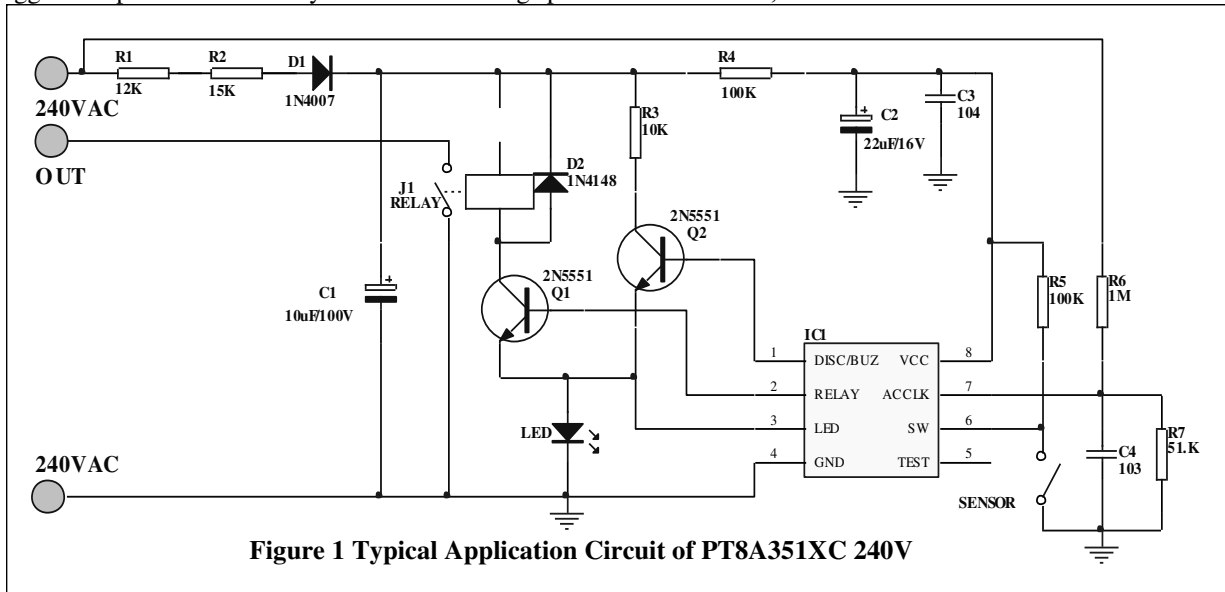 R1
12K
R2
15K
D1
1N4007
R4
100K
240VAC
OUT
R3
10K
C2
22uF/16V
C3
104
D2
1N4148
J1
RELAY
2N5551
Q2
2N5551
Q1
C1
10uF/100V
R5
100K
R6
1M
IC1
1 DISC/BUZ VCC 8
2 RELAY ACCLK 7
3 LED SW 6
4 GND TEST 5
LED
R7
51.K
C4
103
240VAC
SENSOR
Figure 1 Typical Application Circuit of PT8A351XC 240V